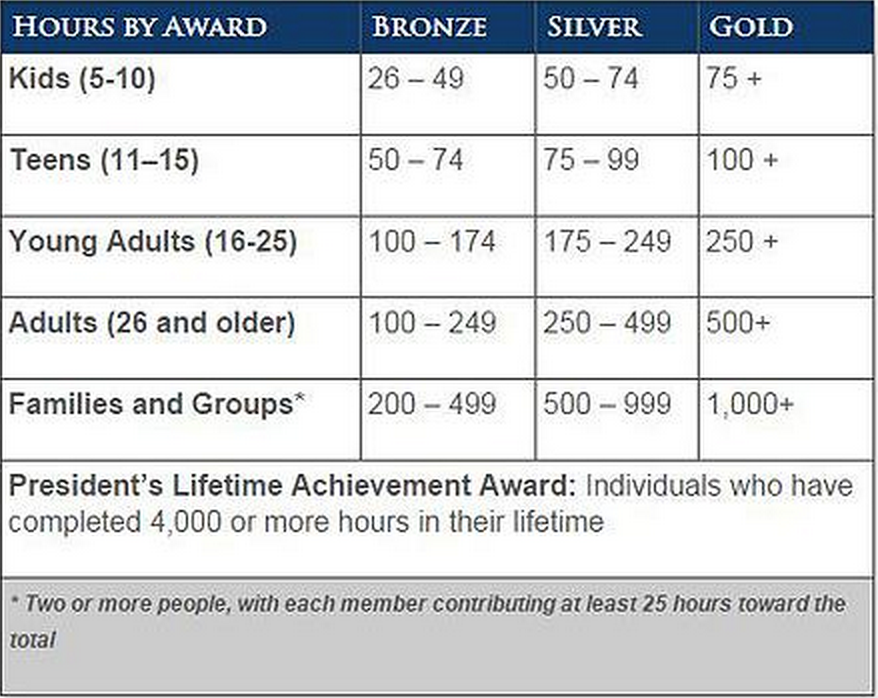 HOURS BY AWARD BRONZE SILVER GOLD
Kids (5-10) 26 – 49 50 – 74 75 +
Teens (11–15) 50 – 74 75 – 99 100 +
Young Adults (16-25) 100 – 174 175 – 249 250 +
Adults (26 and older) 100 – 249 250 – 499 500+
Families and Groups* 200 – 499 500 – 999 1,000+
President’s Lifetime Achievement Award: Individuals who have
completed 4,000 or more hours in their lifetime
* Two or more people, with each member contributing at least 25 hours toward the
total